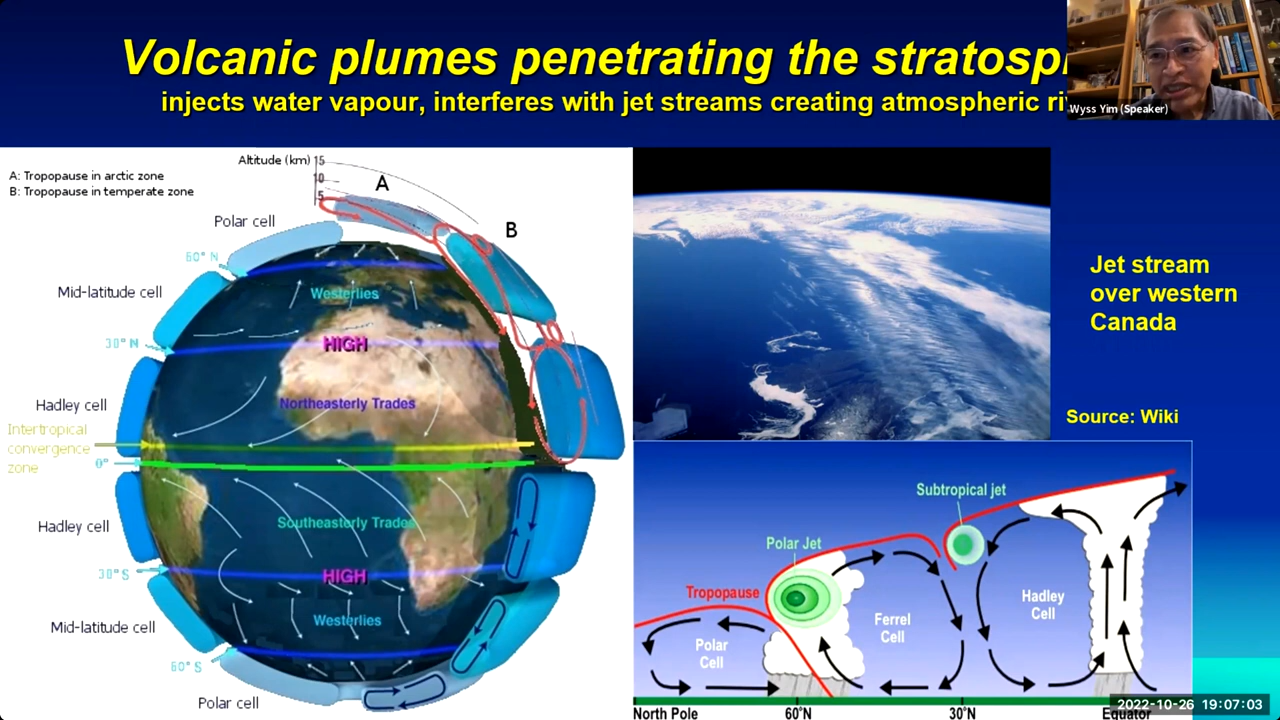 Volcanic plumes penetrating the stratosp
injects water vapour, interferes with jet streams creating atmospheric ri
Wyss Yim (Speaker)
A: Tropopause in arctic zone
B: Tropopause in temperate zone
Altitude (km)
15
10
5
A
B
Polar cell
60° N
Mid-latitude cell
Westerlies
30° N
HIGH
Hadley cell
Northeasterly Trades
Intertropical
convergence
zone
0°
Hadley cell
Southeasterly Trades
30° S
HIGH
Mid-latitude cell
Westerlies
60° S
Polar cell
Jet stream
over western
Canada
Source: Wiki
Subtropical jet
Polar Jet
Tropopause
Polar
Cell
Ferrel
Cell
Hadley
Cell
North Pole
60°N
30°N
Equator
2022-10-26 19:07:03